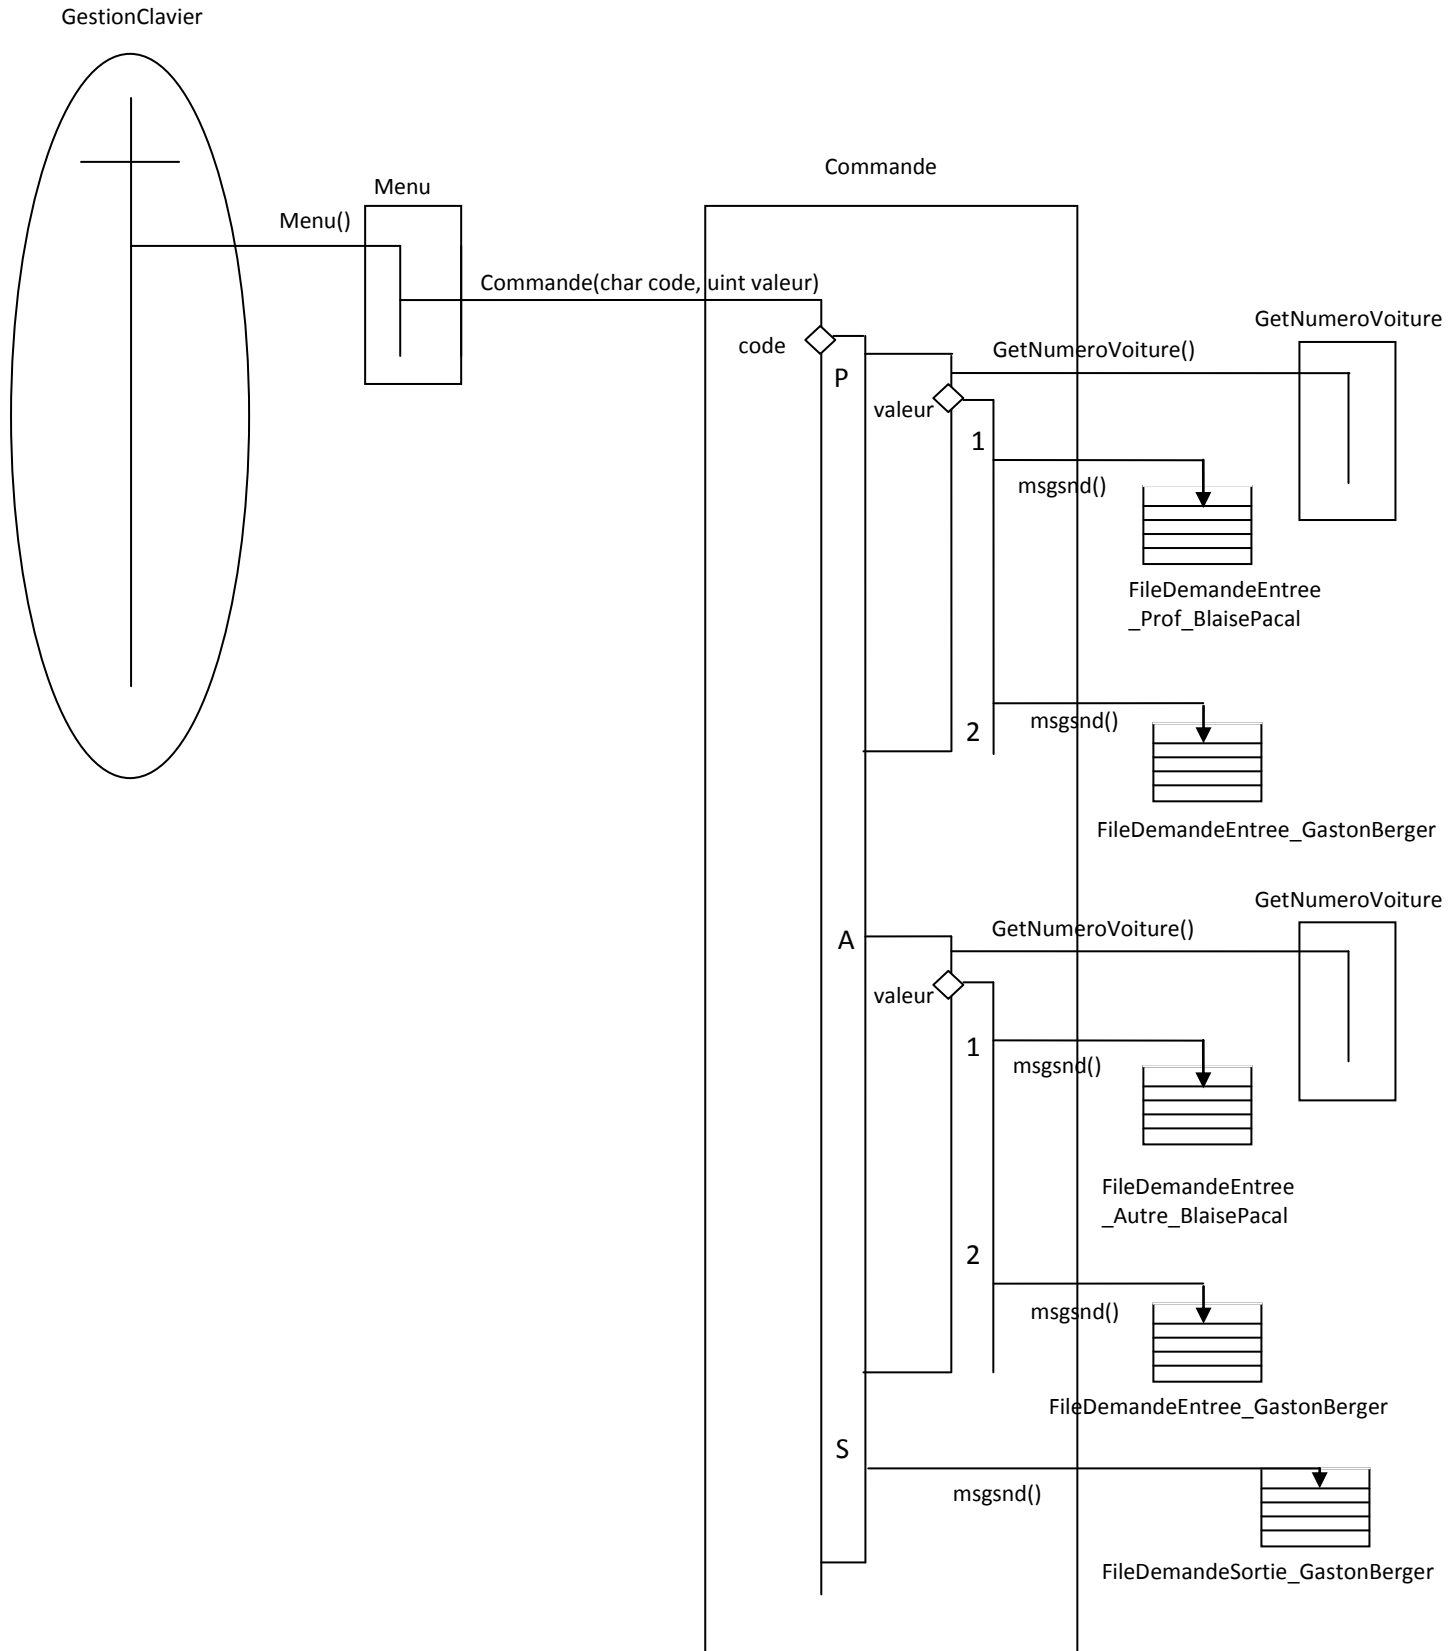 GestionClavier
Commande
Menu
Menu()
Commande(char code, uint valeur)
GetNumeroVoiture
code
GetNumeroVoiture()
P
valeur
1
msgsnd()
FileDemandeEntree
_Prof_BlaisePacal
2
msgsnd()
FileDemandeEntree_GastonBerger
GetNumeroVoiture
A
GetNumeroVoiture()
valeur
1
msgsnd()
FileDemandeEntree
_Autre_BlaisePacal
2
msgsnd()
FileDemandeEntree_GastonBerger
S
msgsnd()
FileDemandeSortie_GastonBerger